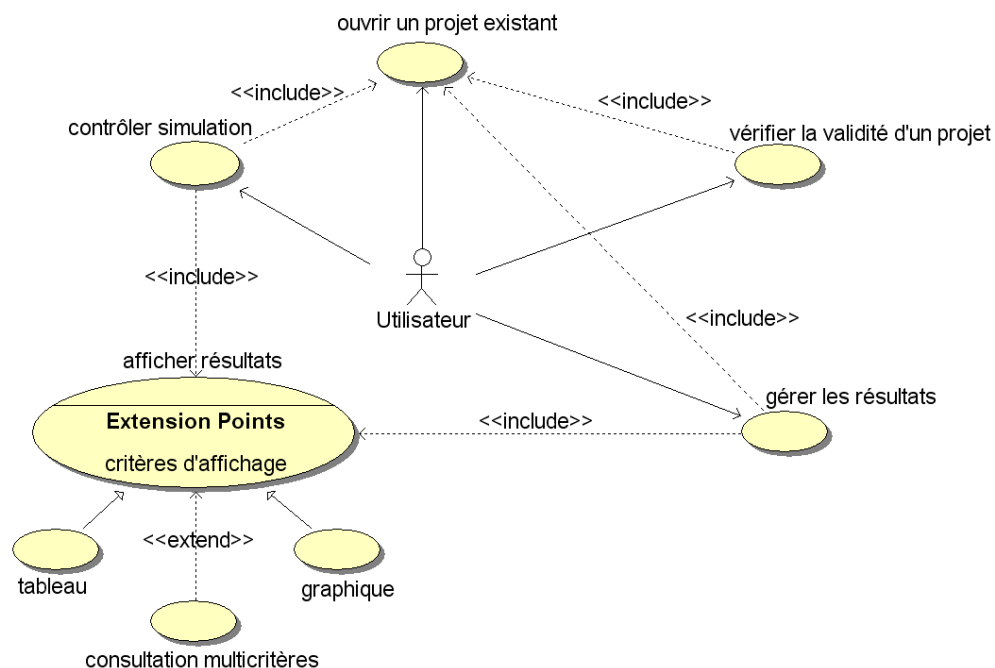 ouvrir un projet existant
<<include>>
<<include>>
contrôler simulation
vérifier la validité d'un projet
<<include>>
Utilisateur
<<include>>
afficher résultats
gérer les résultats
Extension Points
<<include>>
critères d'affichage
<<extend>>
tableau
graphique
consultation multicritères